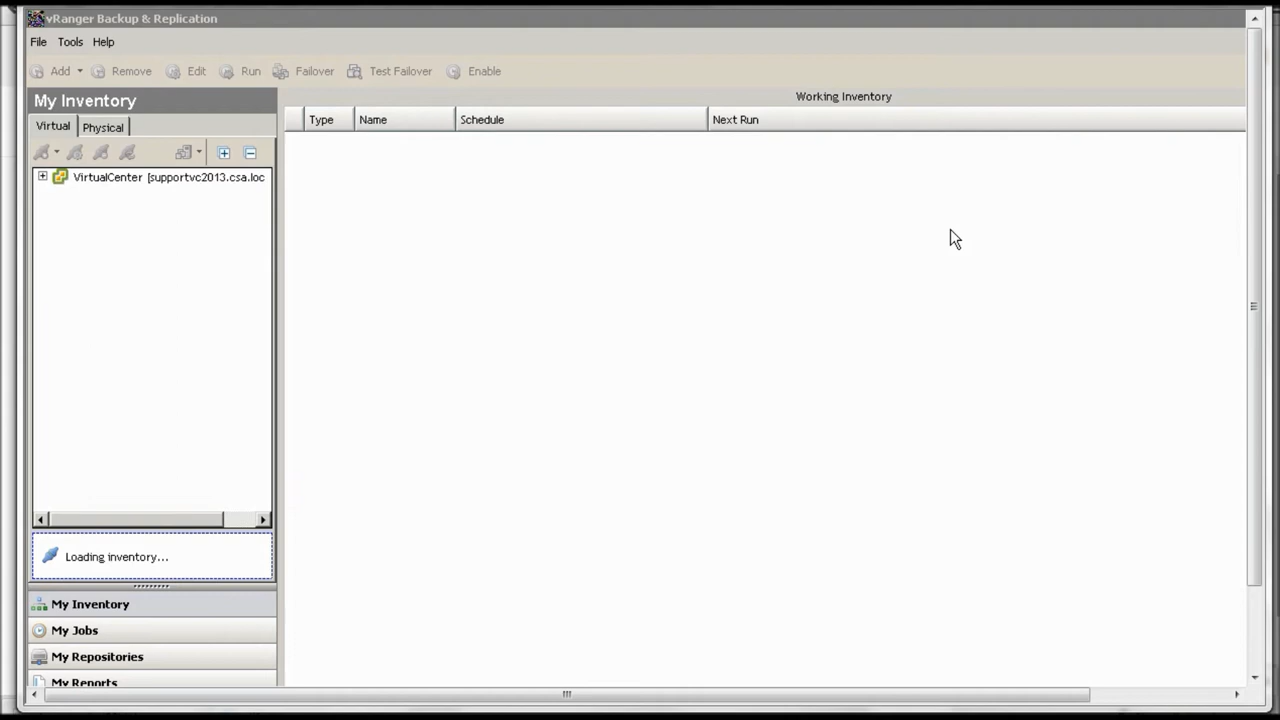 vRanger Backup & Replication
File Tools Help
Add Remove Edit Run Failover Test Failover Enable
My Inventory
Working Inventory
Virtual Physical
Type Name Schedule Next Run
VirtualCenter [supportvc2013.csa.loc
Loading inventory...
My Inventory
My Jobs
My Repositories
My Reports